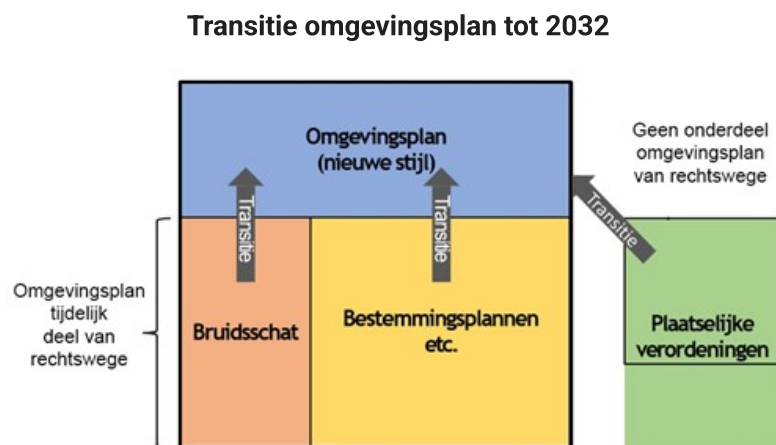 Transitie omgevingsplan tot 2032
Omgevingsplan
(nieuwe stijl)
Geen onderdeel
omgevingsplan
van rechtswege
Transitie
Transitie
Transitie
Omgevingsplan
tijdelijk
deel van
rechtswege
Bruidsschat
Bestemmingsplannen
etc.
Plaatselijke
verordeningen